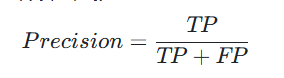 Precision = TP / (TP + FP)